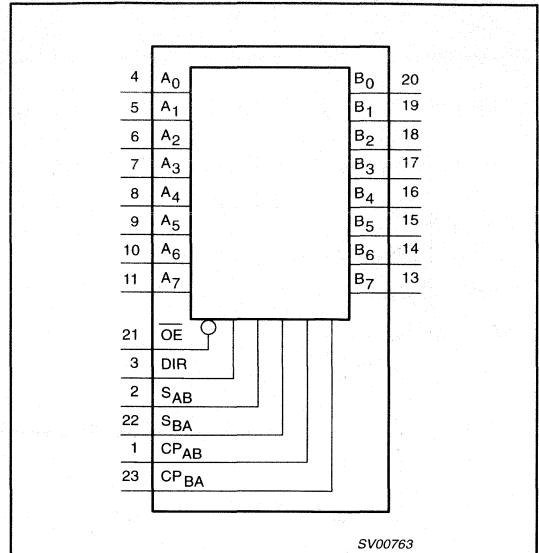 4 A0 B0 20
5 A1 B1 19
6 A2 B2 18
7 A3 B3 17
8 A4 B4 16
9 A5 B5 15
10 A6 B6 14
11 A7 B7 13
21 O̅E̅
3 DIR
2 SAB
22 SBA
1 CPAB
23 CPBA
SV00763